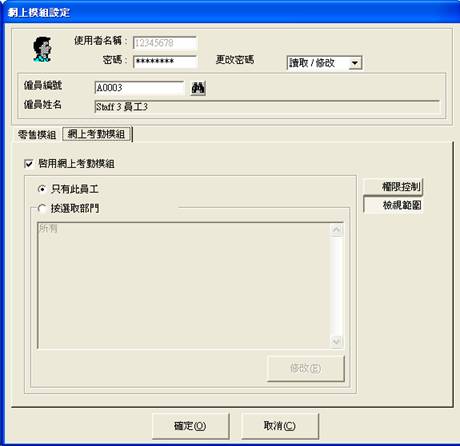 網上模組設定
使用者名稱： 12345678
密碼： ******** 更改密碼 讀取 / 修改
僱員編號 A0003
僱員姓名 Staff 3 員工3
零售模組 網上考勤模組
啓用網上考勤模組
只有此員工 權限控制
按選取部門 檢視範圍
所有
修改(E)
確定(O) 取消(C)